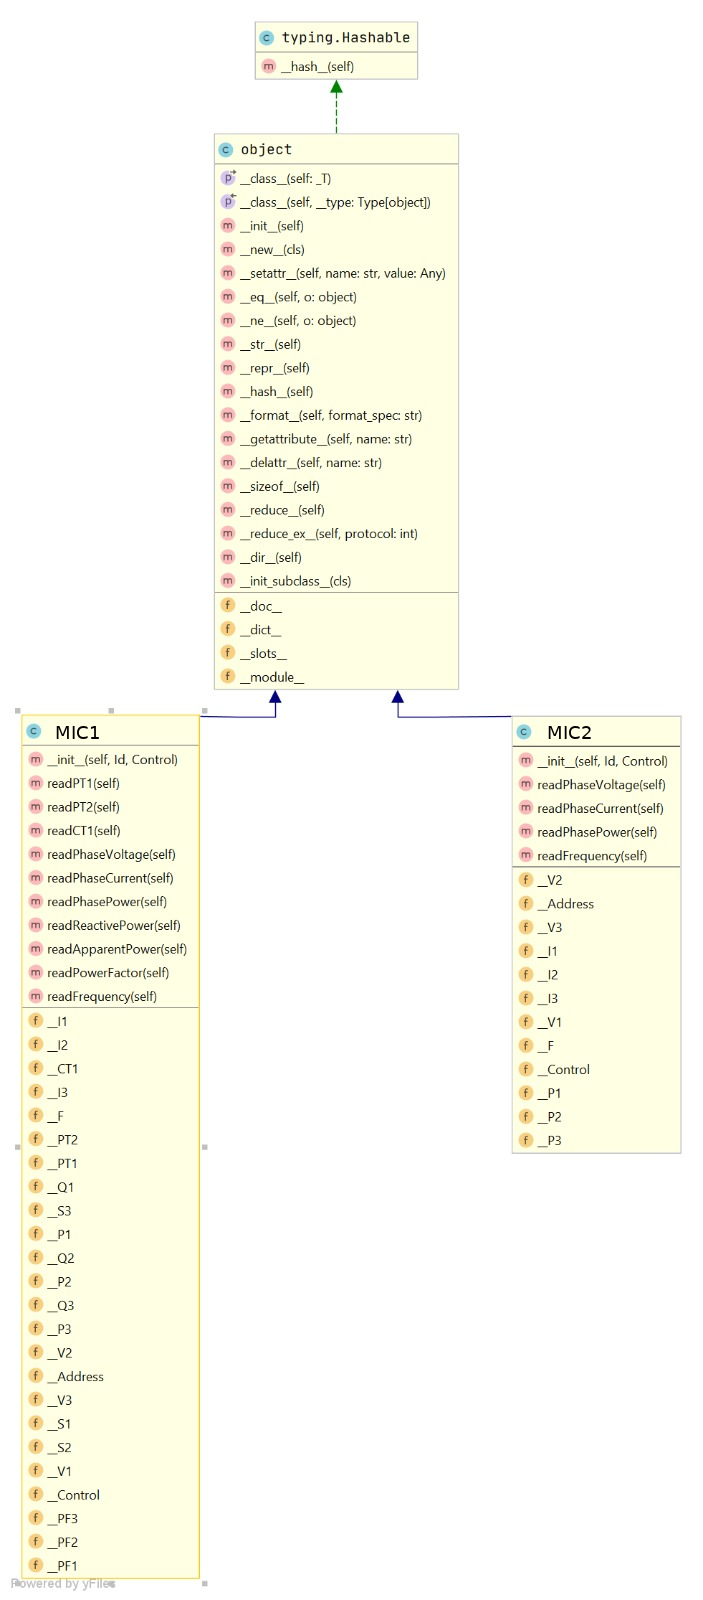 typing.Hashable
__hash__(self)
object
__class__(self: _T)
__class__(self, __type: Type[object])
__init__(self)
__new__(cls)
__setattr__(self, name: str, value: Any)
__eq__(self, o: object)
__ne__(self, o: object)
__str__(self)
__repr__(self)
__hash__(self)
__format__(self, format_spec: str)
__getattribute__(self, name: str)
__delattr__(self, name: str)
__sizeof__(self)
__reduce__(self)
__reduce_ex__(self, protocol: int)
__dir__(self)
__init_subclass__(cls)
__doc__
__dict__
__slots__
__module__
MIC1
__init__(self, Id, Control)
readPT1(self)
readPT2(self)
readCT1(self)
readPhaseVoltage(self)
readPhaseCurrent(self)
readPhasePower(self)
readReactivePower(self)
readApparentPower(self)
readPowerFactor(self)
readFrequency(self)
__I1
__I2
__CT1
__I3
__F
__PT2
__PT1
__Q1
__S3
__P1
__Q2
__P2
__Q3
__P3
__V2
__Address
__V3
__S1
__S2
__V1
__Control
__PF3
__PF2
__PF1
MIC2
__init__(self, Id, Control)
readPhaseVoltage(self)
readPhaseCurrent(self)
readPhasePower(self)
readFrequency(self)
__V2
__Address
__V3
__I1
__I2
__I3
__V1
__F
__Control
__P1
__P2
__P3
Powered by yFiles